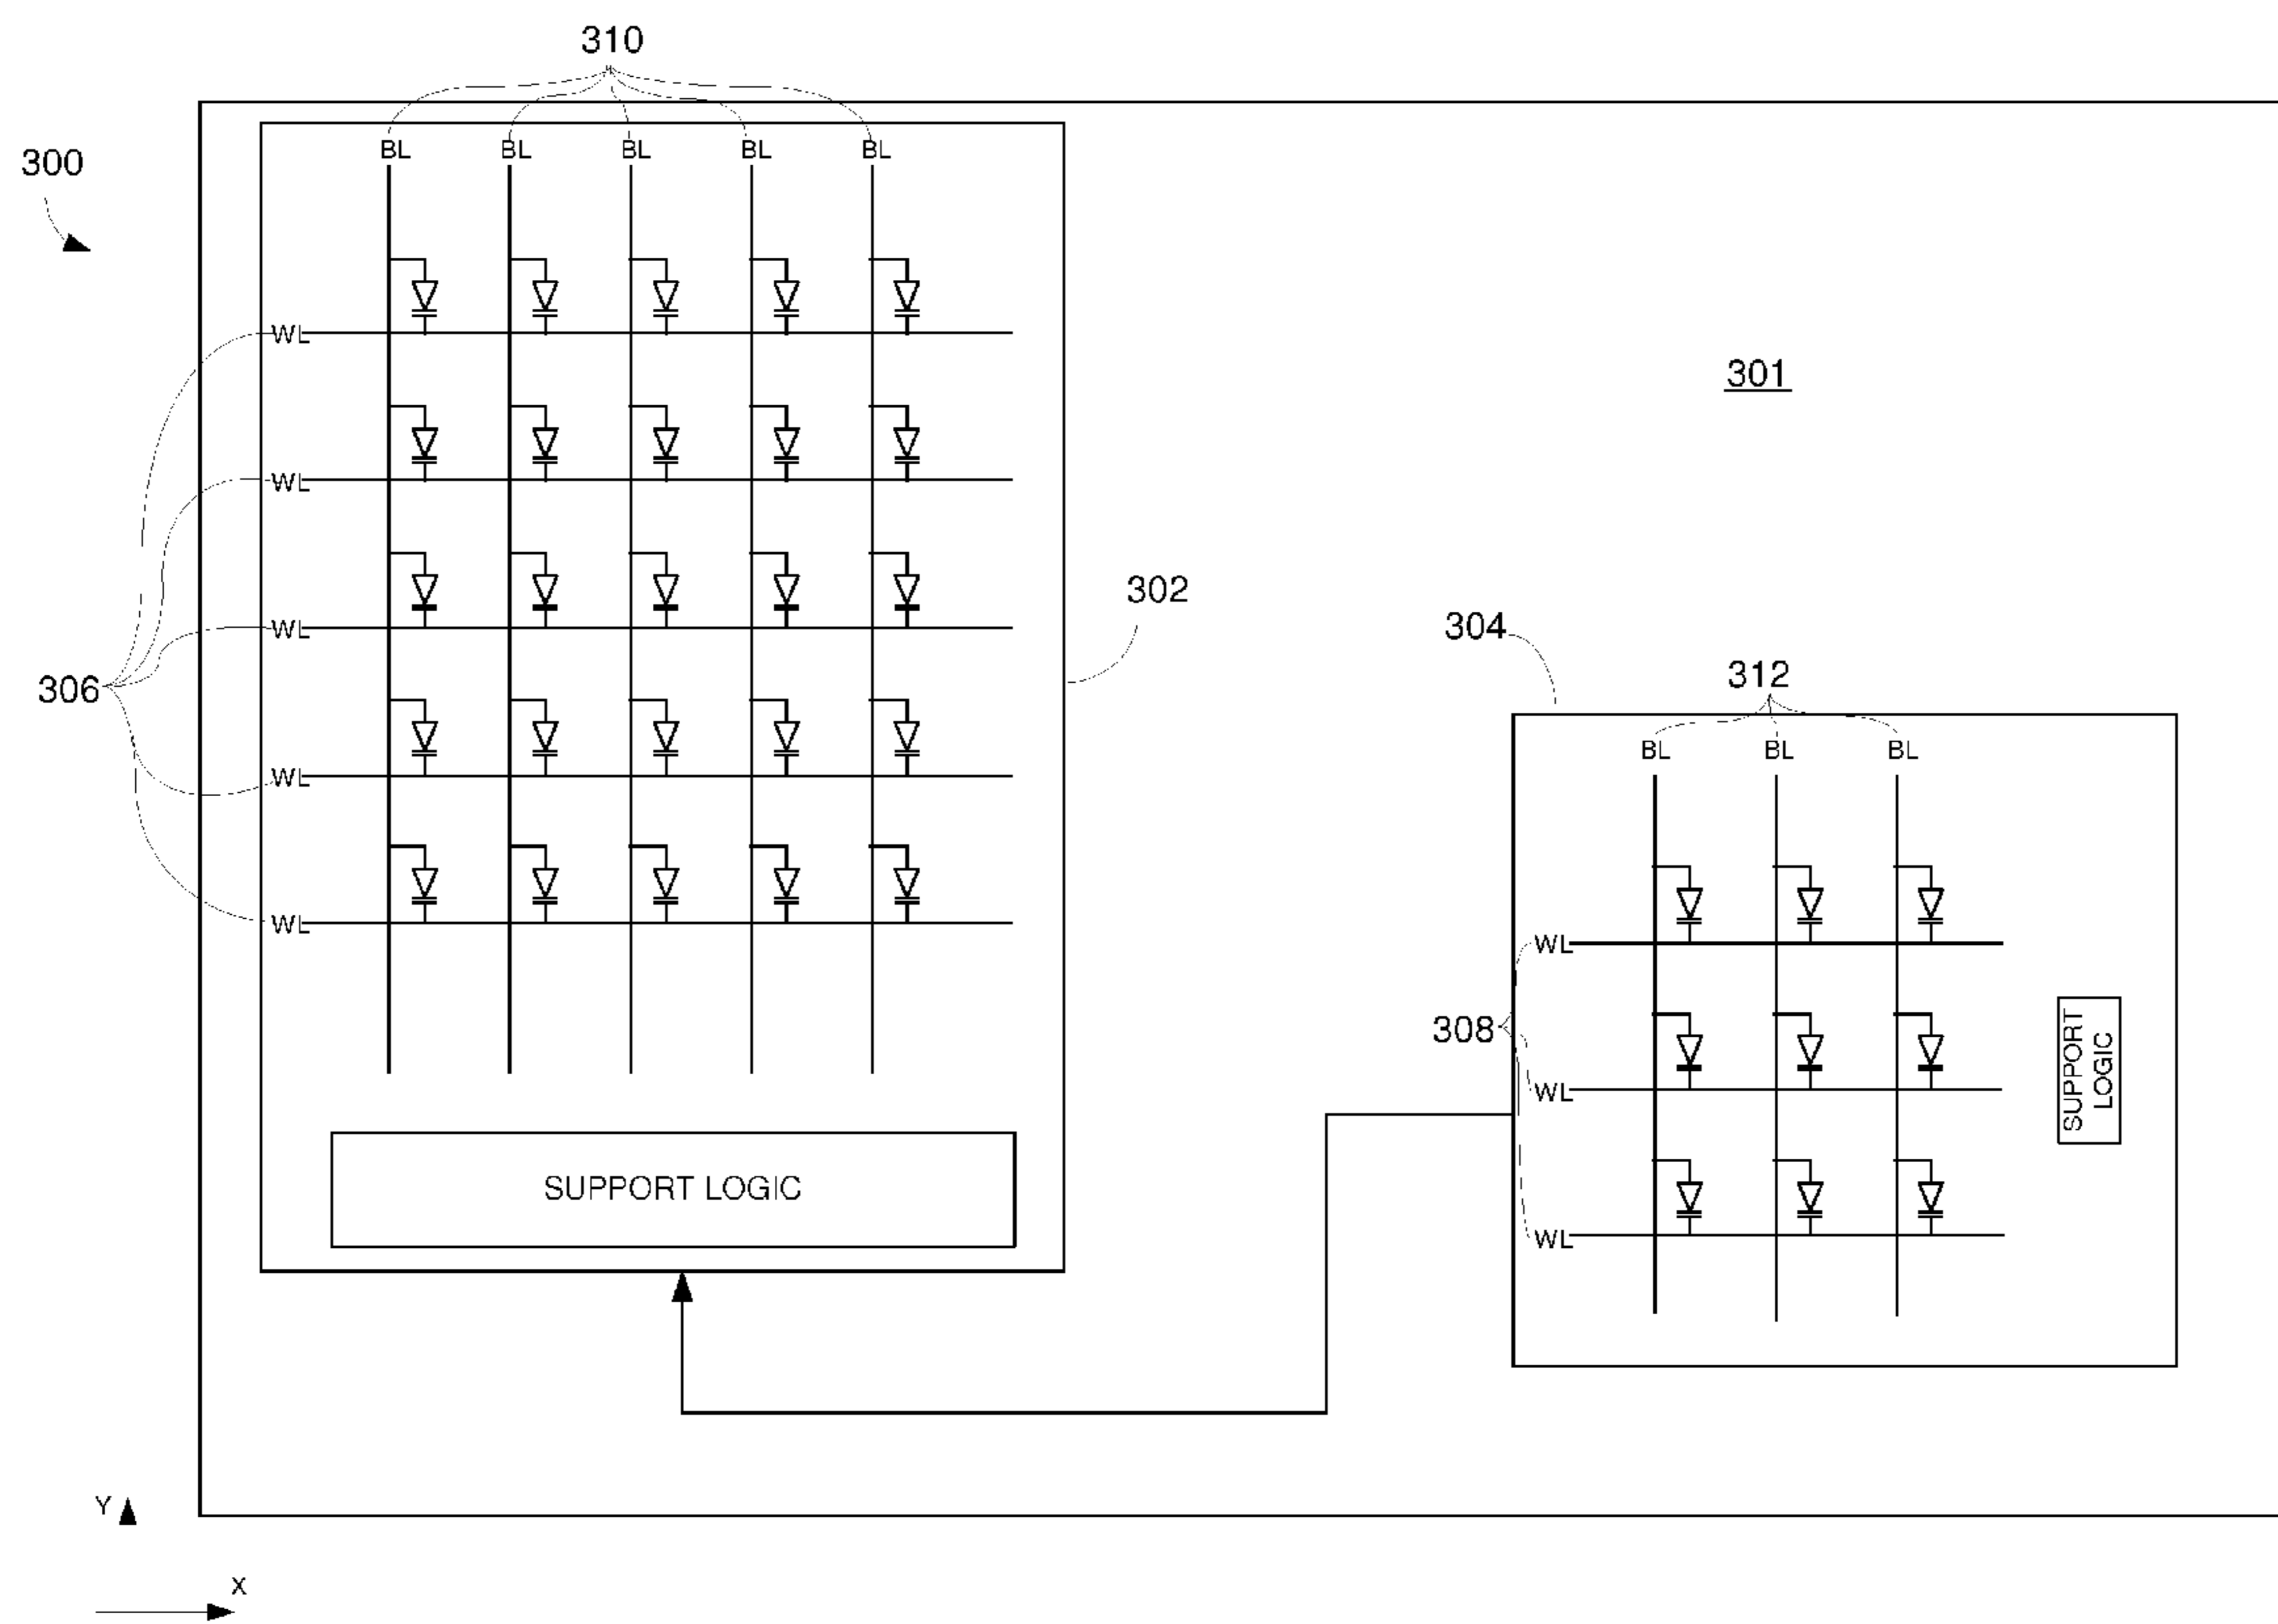 310
BL BL BL BL BL
300
WL
301
WL
302
WL
304
312
306
BL BL BL
WL
WL
WL
308
SUPPORT
LOGIC
WL
SUPPORT LOGIC
WL
Y
X